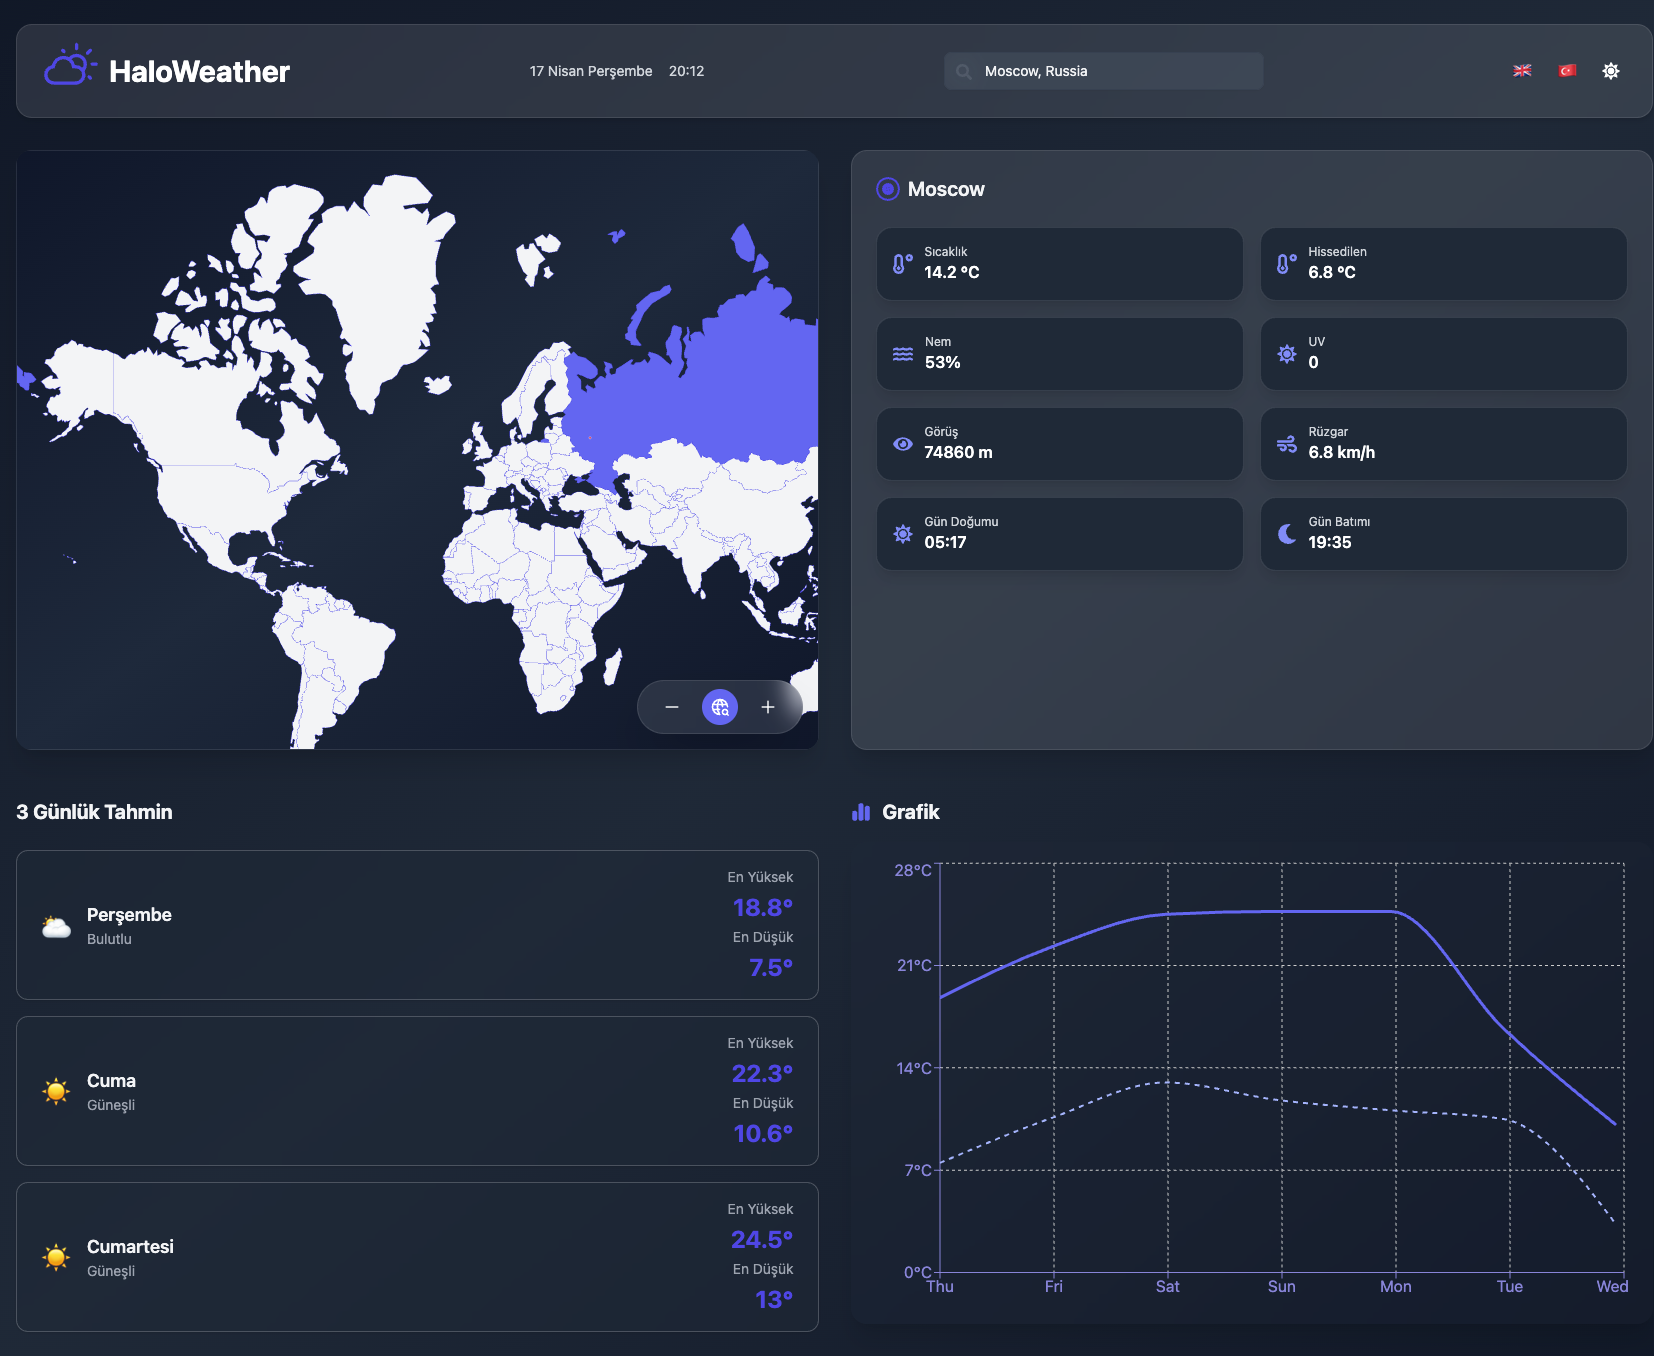 HaloWeather
17 Nisan Perşembe 20:12
Moscow, Russia
Moscow
Sıcaklık
14.2 °C
Hissedilen
6.8 °C
Nem
53%
UV
0
Görüş
74860 m
Rüzgar
6.8 km/h
Gün Doğumu
05:17
Gün Batımı
19:35
3 Günlük Tahmin
Perşembe
Bulutlu
En Yüksek
18.8°
En Düşük
7.5°
Cuma
Güneşli
En Yüksek
22.3°
En Düşük
10.6°
Cumartesi
Güneşli
En Yüksek
24.5°
En Düşük
13°
Grafik
28°C
21°C
14°C
7°C
0°C
Thu Fri Sat Sun Mon Tue Wed